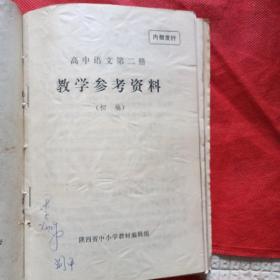 内部发行
高中语文第二册
教学参考资料
（初稿）
陕西省中小学教材编辑组